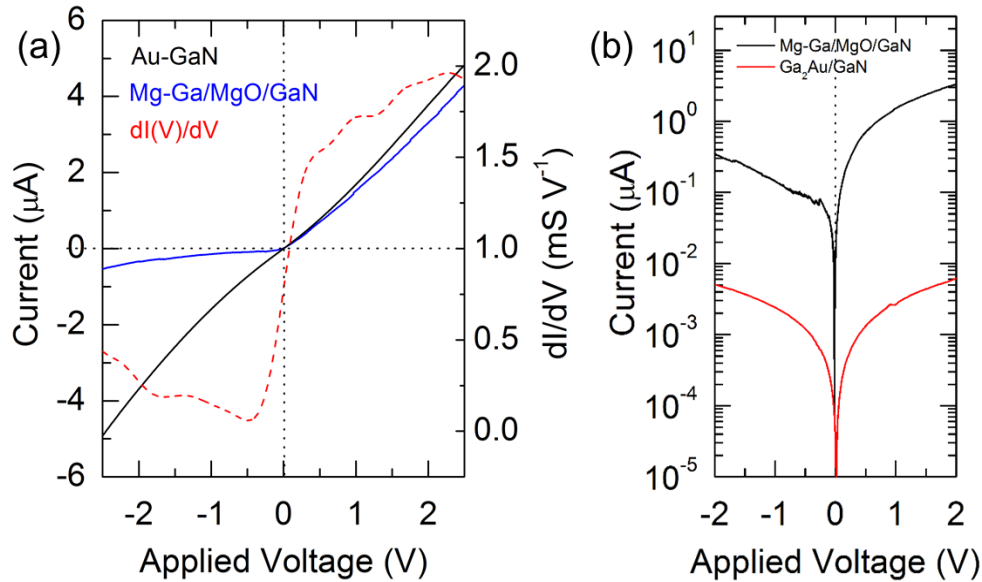 (a)
Au-GaN
Mg-Ga/MgO/GaN
dI(V)/dV
6
4
2
0
-2
-4
-6
Current (μA)
2.0
1.5
1.0
0.5
0.0
dI/dV (mS V⁻¹)
-2 -1 0 1 2
Applied Voltage (V)
(b)
Mg-Ga/MgO/GaN
Ga₂Au/GaN
10¹
10⁰
10⁻¹
10⁻²
10⁻³
10⁻⁴
10⁻⁵
Current (μA)
-2 -1 0 1 2
Applied Voltage (V)